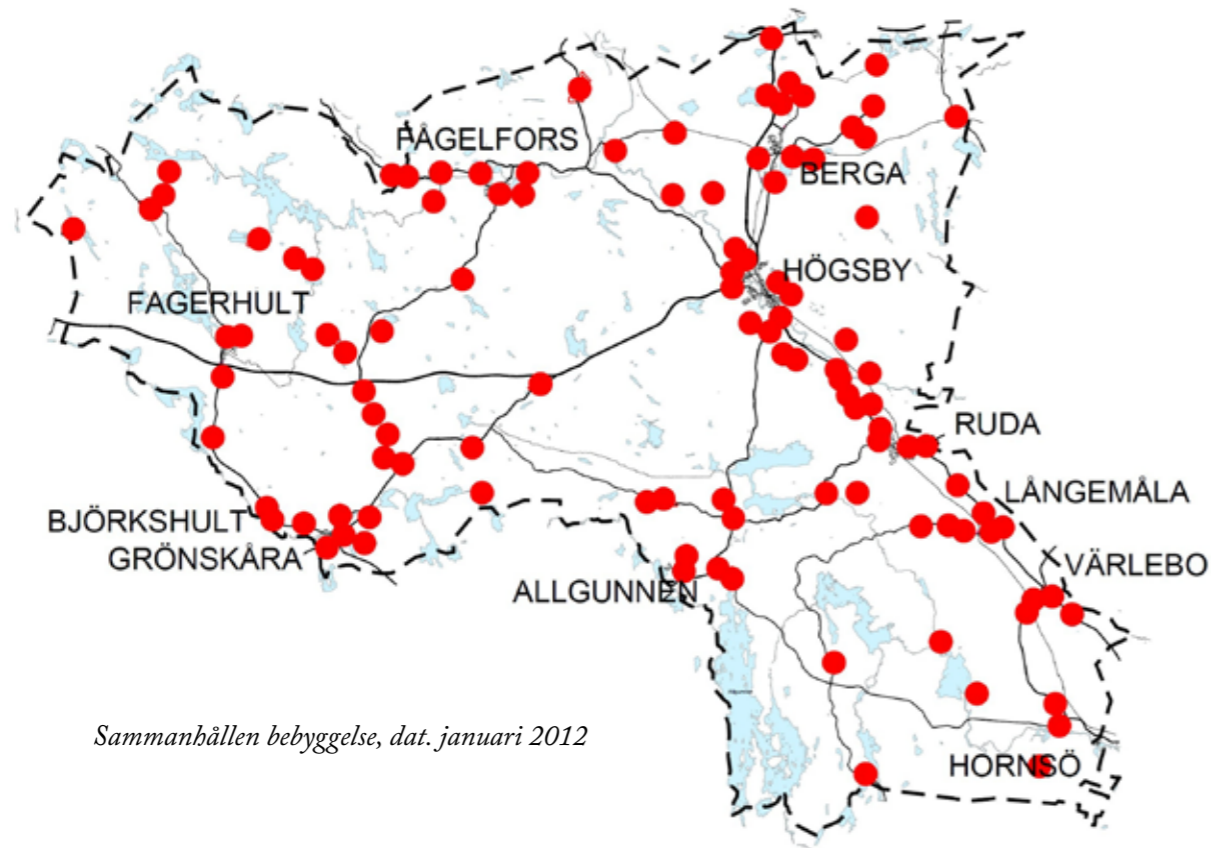 FÅGELFORS
BERGA
HÖGSBY
FAGERHULT
RUDA
LÅNGEMÅLA
BJÖRKSHULT
GRÖNSKÅRA
VÄRLEBO
ALLGUNNEN
Sammanhållen bebyggelse, dat. januari 2012
HORNSÖ